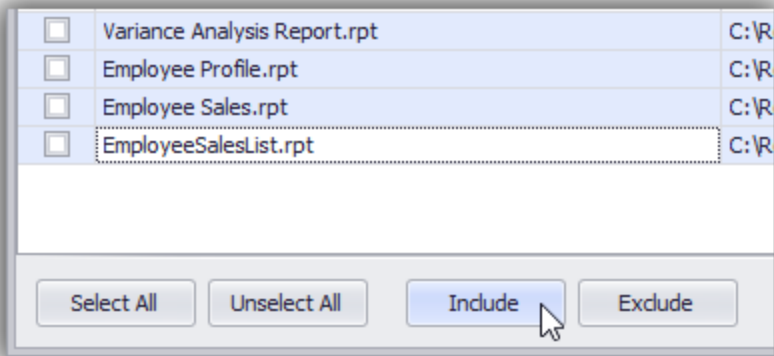 Variance Analysis Report.rpt C:\R
Employee Profile.rpt C:\R
Employee Sales.rpt C:\R
EmployeeSalesList.rpt C:\R
Select All Unselect All Include Exclude